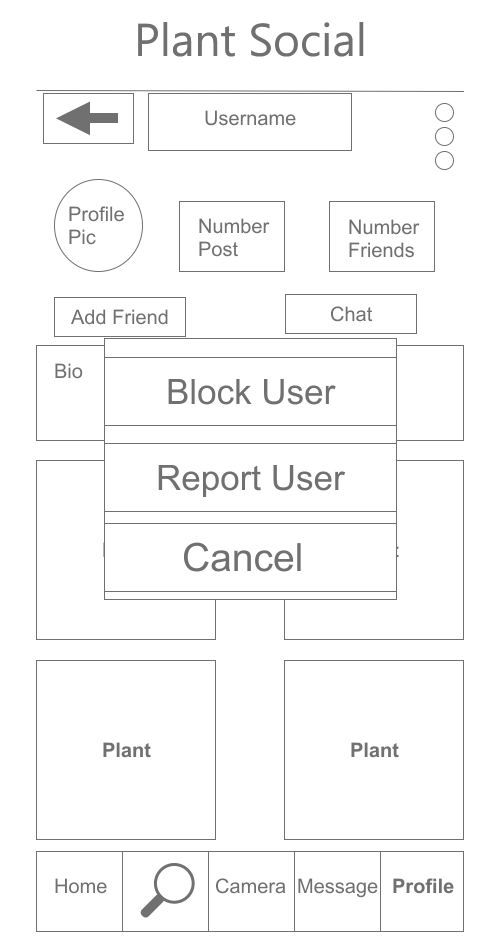 Plant Social
Username
Profile
Pic
Number
Post
Number
Friends
Add Friend
Chat
Bio
Block User
Report User
Cancel
Plant
Plant
Home
Camera
Message
Profile